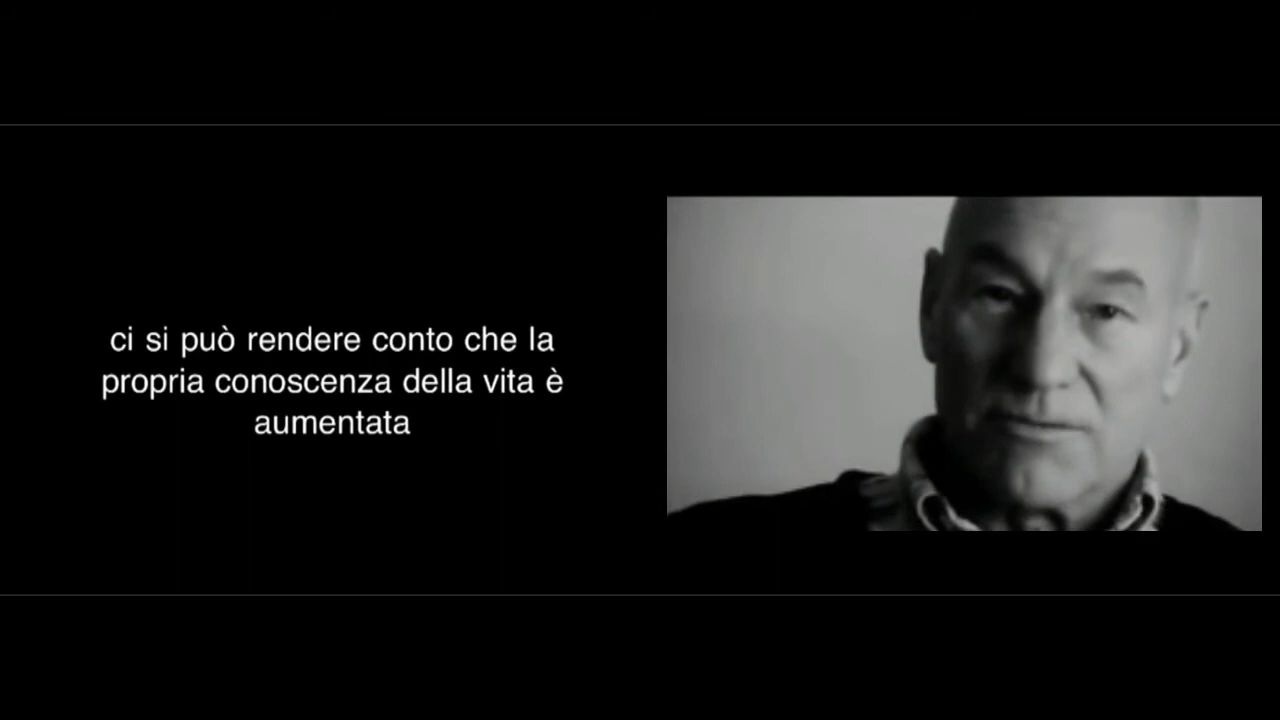 ci si può rendere conto che la
propria conoscenza della vita è
aumentata